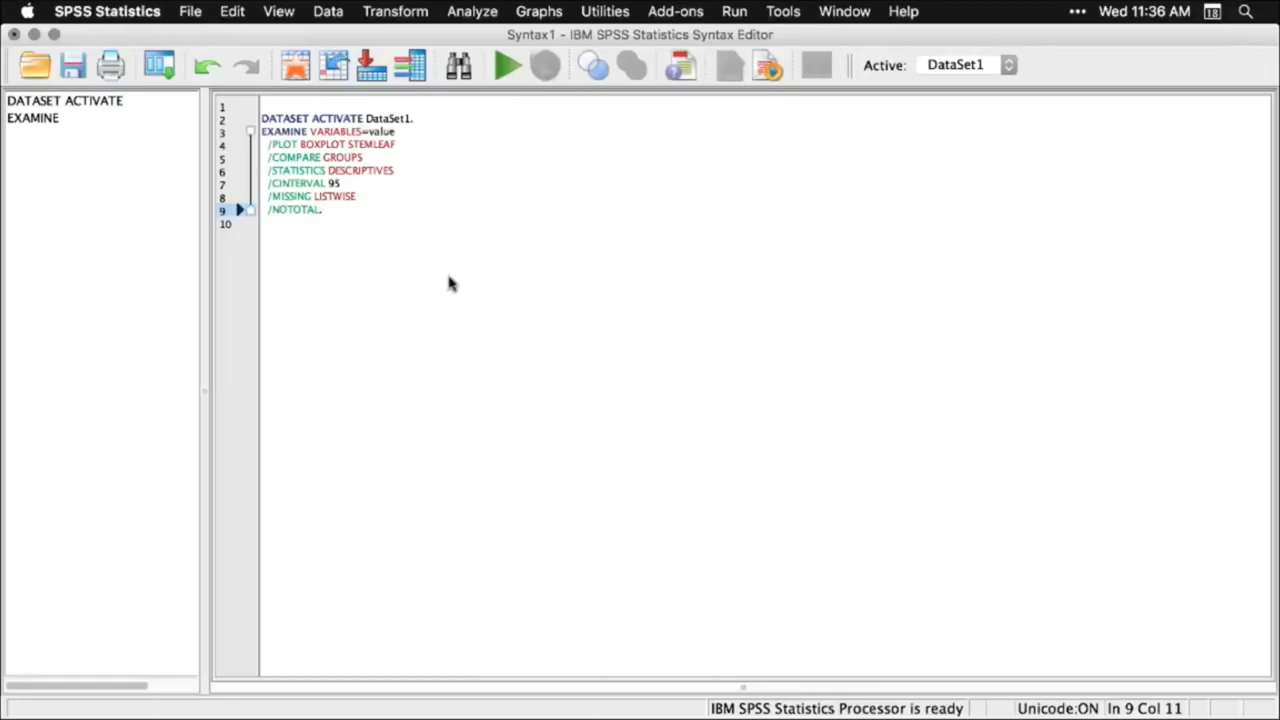 SPSS Statistics File Edit View Data Transform Analyze Graphs Utilities Add-ons Run Tools Window Help ••• Wed 11:36 AM 18
Syntax1 - IBM SPSS Statistics Syntax Editor
Active: DataSet1
DATASET ACTIVATE
EXAMINE
1
2 DATASET ACTIVATE DataSet1.
3 EXAMINE VARIABLES=value
4 /PLOT BOXPLOT STEMLEAF
5 /COMPARE GROUPS
6 /STATISTICS DESCRIPTIVES
7 /CINTERVAL 95
8 /MISSING LISTWISE
9 /NOTOTAL.
10
IBM SPSS Statistics Processor is ready Unicode:ON In 9 Col 11